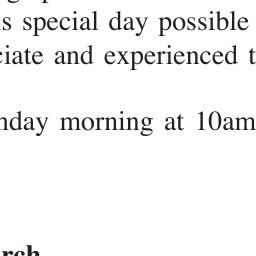 s special day possible
ciate and experienced t
nday morning at 10am
rch